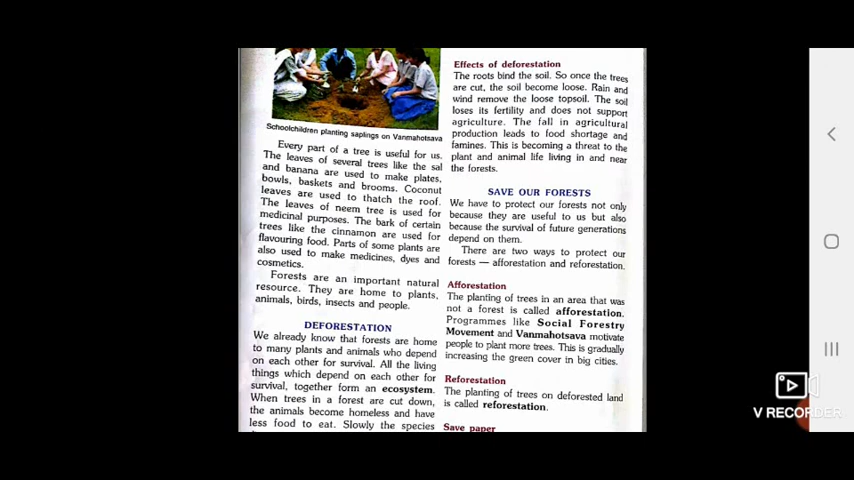 Schoolchildren planting saplings on Vanmahotsava
Every part of a tree is useful for us.
The leaves of several trees like the sal
and banana are used to make plates,
bowls, baskets and brooms. Coconut
leaves are used to thatch the roof.
The leaves of neem tree is used for
medicinal purposes. The bark of certain
trees like the cinnamon are used for
flavouring food. Parts of some plants are
also used to make medicines, dyes and
cosmetics.
Forests are an important natural
resource. They are home to plants,
animals, birds, insects and people.
DEFORESTATION
We already know that forests are home
to many plants and animals who depend
on each other for survival. All the living
things which depend on each other for
survival, together form an ecosystem.
When trees in a forest are cut down,
the animals become homeless and have
less food to eat. Slowly the species
Effects of deforestation
The roots bind the soil. So once the trees
are cut, the soil become loose. Rain and
wind remove the loose topsoil. The soil
loses its fertility and does not support
agriculture. The fall in agricultural
production leads to food shortage and
famines. This is becoming a threat to the
plant and animal life living in and near
the forests.
SAVE OUR FORESTS
We have to protect our forests not only
because they are useful to us but also
because the survival of future generations
depend on them.
There are two ways to protect our
forests — afforestation and reforestation.
Afforestation
The planting of trees in an area that was
not a forest is called afforestation.
Programmes like Social Forestry
Movement and Vanmahotsava motivate
people to plant more trees. This is gradually
increasing the green cover in big cities.
Reforestation
The planting of trees on deforested land
is called reforestation.
Save paper
V RECORDER